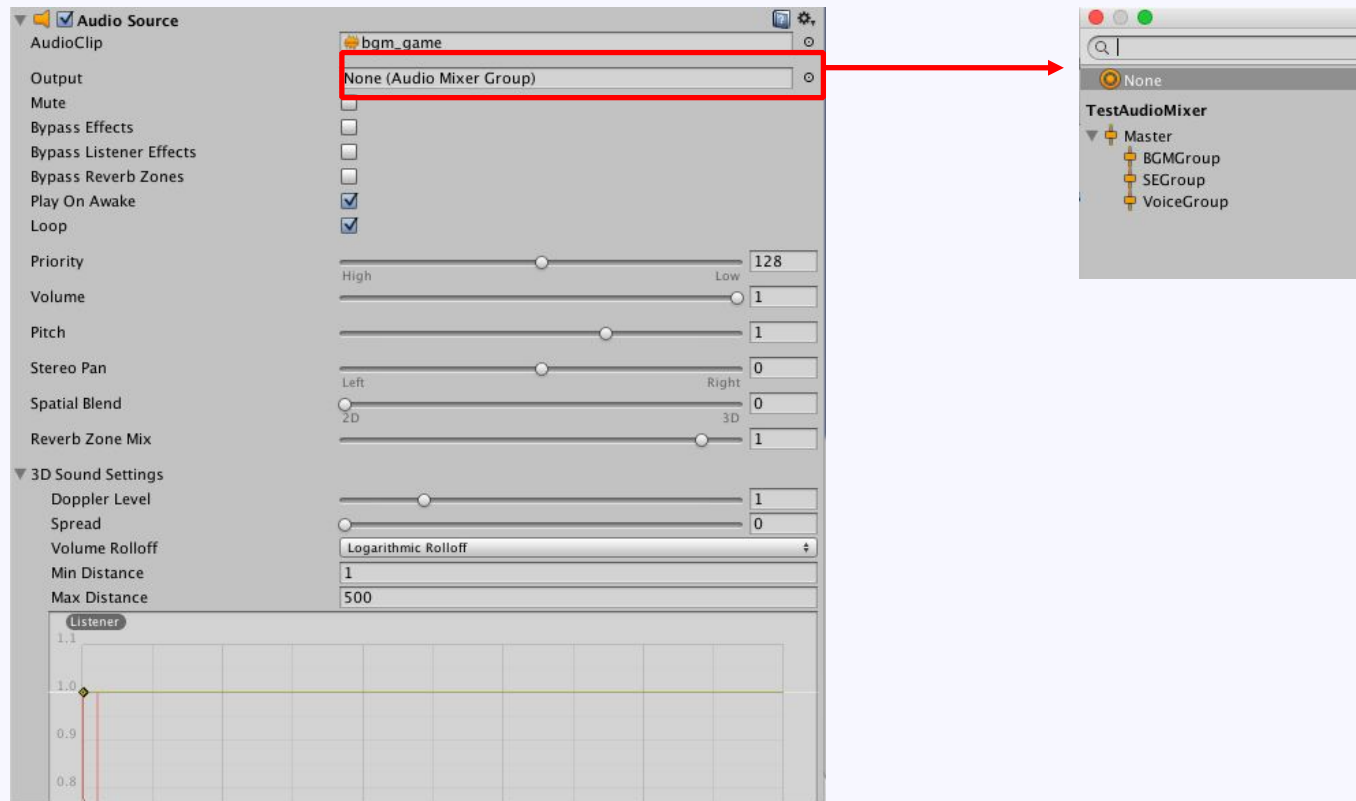 Audio Source
AudioClip bgm_game
Output None (Audio Mixer Group)
Mute
Bypass Effects
Bypass Listener Effects
Bypass Reverb Zones
Play On Awake
Loop
Priority 128
High Low
Volume 1
Pitch 1
Stereo Pan 0
Left Right
Spatial Blend 0
2D 3D
Reverb Zone Mix 1
3D Sound Settings
Doppler Level 1
Spread 0
Volume Rolloff Logarithmic Rolloff
Min Distance 1
Max Distance 500
Listener
1.1
1.0
0.9
0.8
None
TestAudioMixer
Master
BGMGroup
SEGroup
VoiceGroup